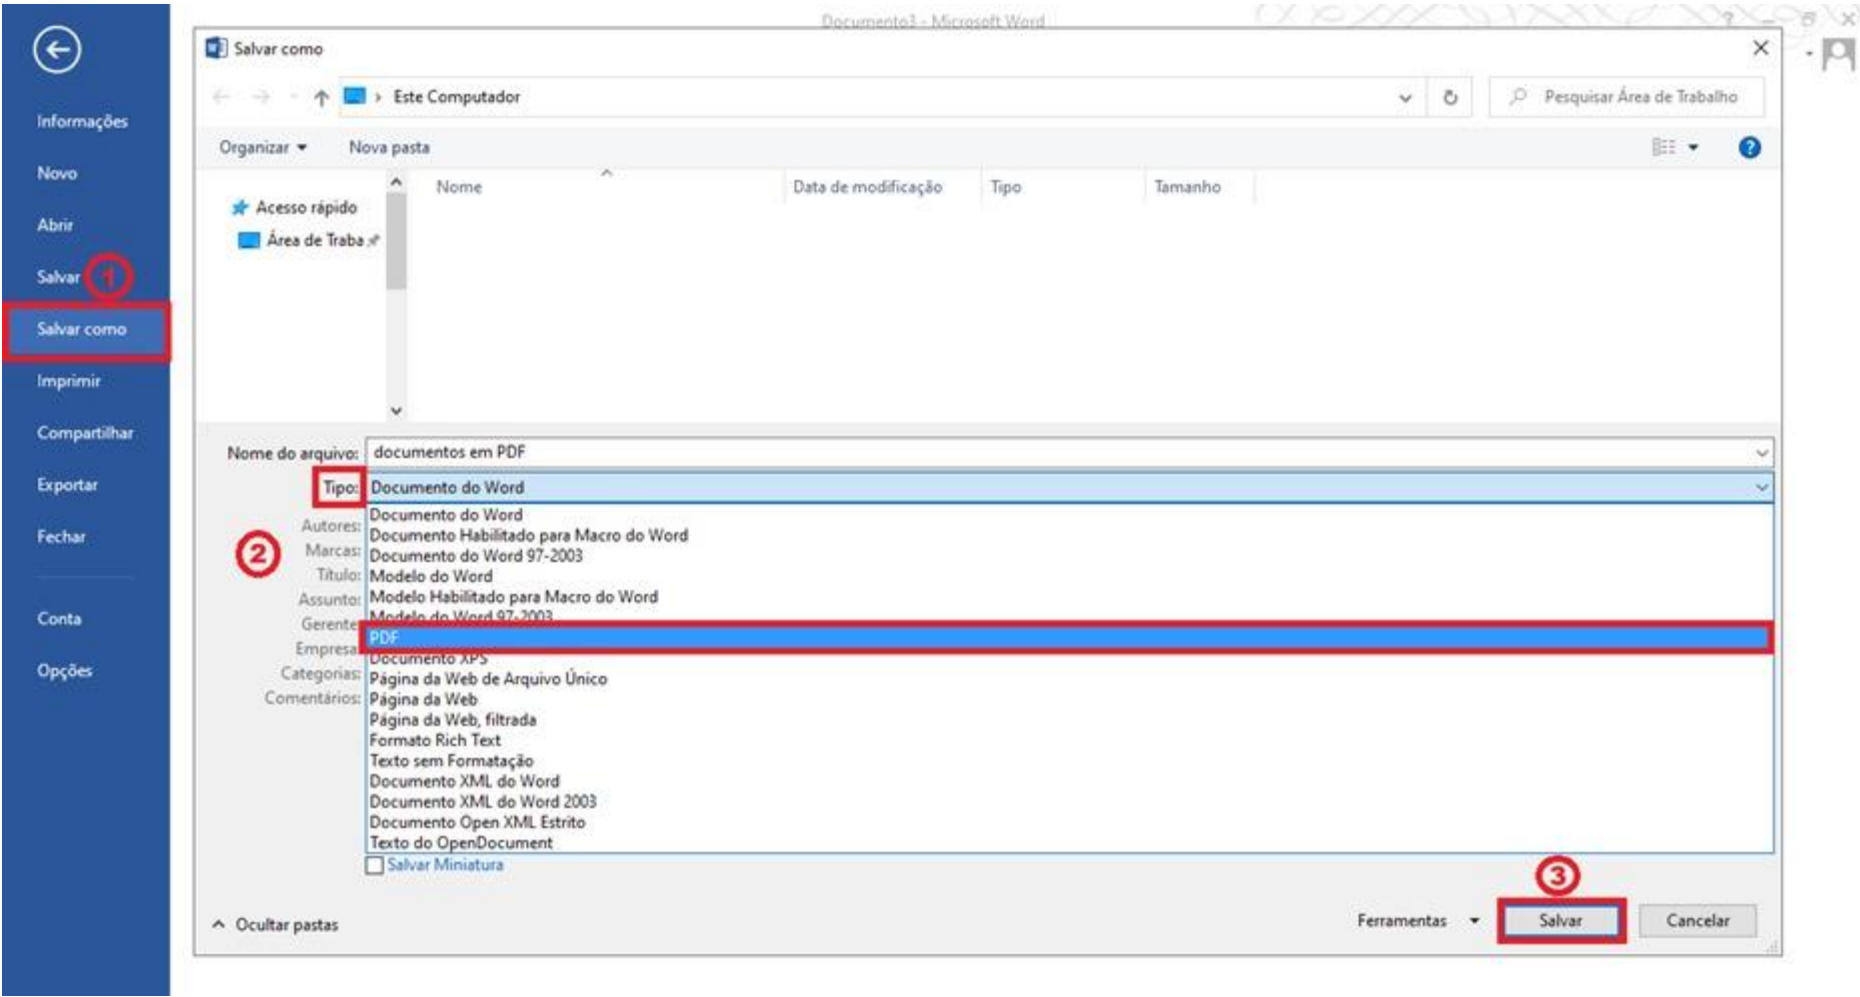 Documento3 - Microsoft Word
Salvar como
Este Computador
Pesquisar Área de Trabalho
Organizar
Nova pasta
Informações
Novo
Abrir
Salvar
1
Salvar como
Imprimir
Compartilhar
Exportar
Fechar
Conta
Opções
Acesso rápido
Área de Traba
Nome
Data de modificação
Tipo
Tamanho
Nome do arquivo: documentos em PDF
Tipo: Documento do Word
2
Autores:
Marcas:
Título:
Assunto:
Gerente
Empresa
Categorias:
Comentários:
Documento do Word
Documento Habilitado para Macro do Word
Documento do Word 97-2003
Modelo do Word
Modelo Habilitado para Macro do Word
Modelo do Word 97-2003
PDF
Documento XPS
Página da Web de Arquivo Único
Página da Web
Página da Web, filtrada
Formato Rich Text
Texto sem Formatação
Documento XML do Word
Documento XML do Word 2003
Documento Open XML Estrito
Texto do OpenDocument
Salvar Miniatura
3
Ocultar pastas
Ferramentas
Salvar
Cancelar